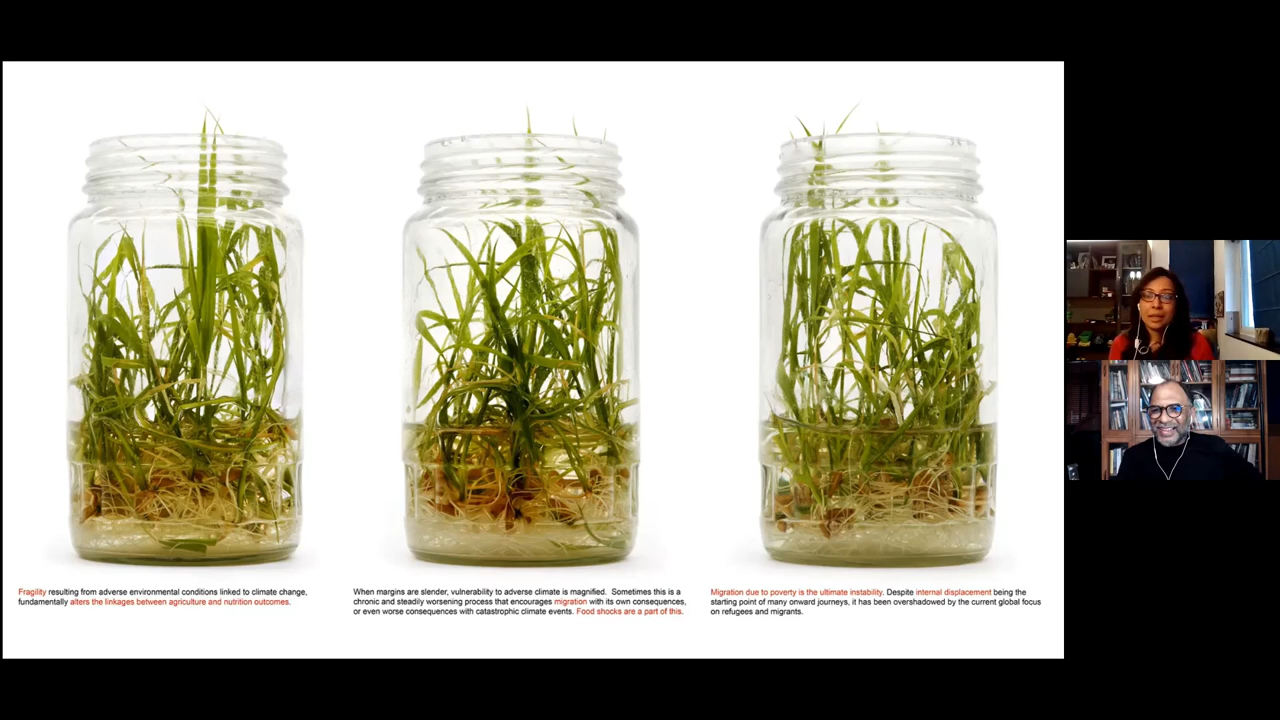 Fragility resulting from adverse environmental conditions linked to climate change,
fundamentally alters the linkages between agriculture and nutrition outcomes.
When margins are slender, vulnerability to adverse climate is magnified. Sometimes this is a
chronic and steadily worsening process that encourages migration with its own consequences,
or even worse consequences with catastrophic climate events. Food shocks are a part of this.
Migration due to poverty is the ultimate instability. Despite internal displacement being the
starting point of many onward journeys, it has been overshadowed by the current global focus
on refugees and migrants.